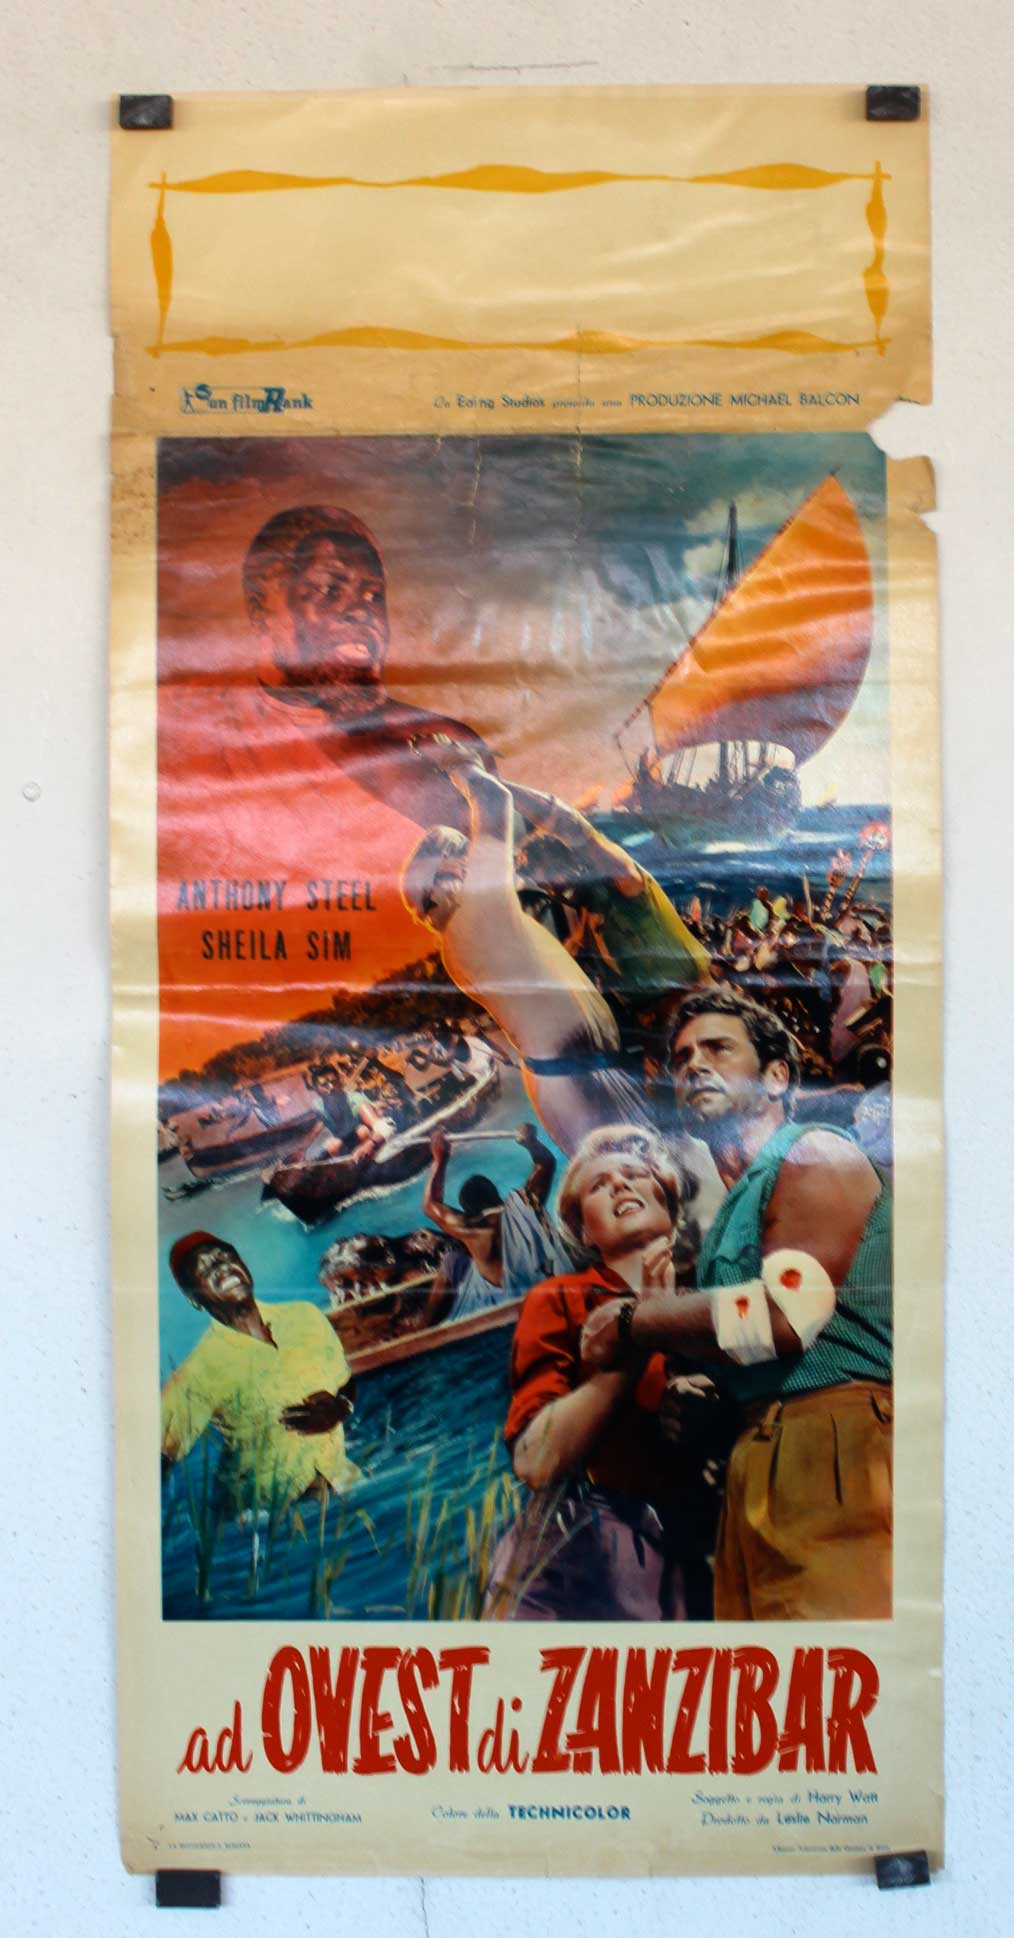 un film Rank
La Ealing Studios presenta una PRODUZIONE MICHAEL BALCON
ANTHONY STEEL
SHEILA SIM
ad OVEST di ZANZIBAR
Sceneggiatura di
MAX CATTO e JACK WHITTINGHAM
Colore della TECHNICOLOR
Soggetto e regia di Harry Watt
Prodotto da Leslie Norman